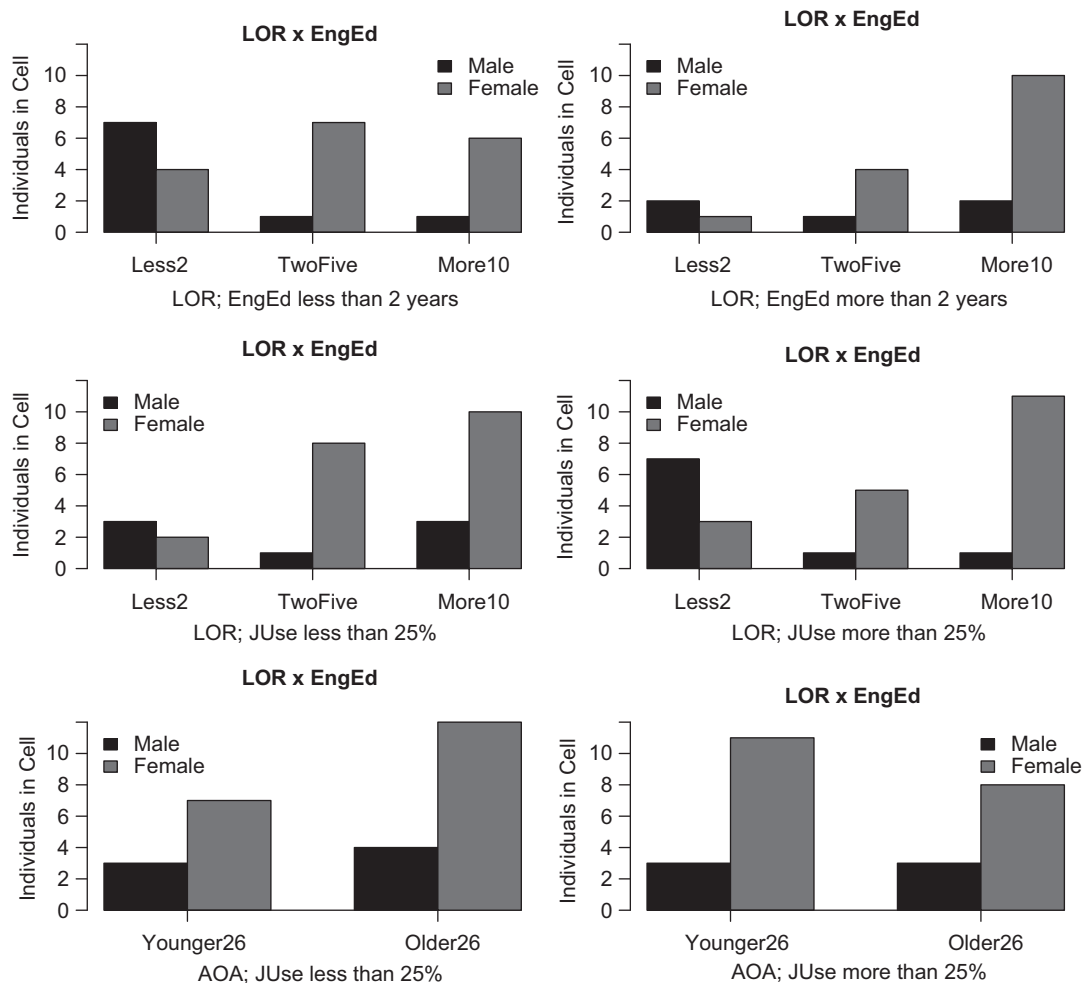 LOR x EngEd
Individuals in Cell
10
8
6
4
2
0
Male
Female
Less2 TwoFive More10
LOR; EngEd less than 2 years
LOR x EngEd
Individuals in Cell
10
8
6
4
2
0
Male
Female
Less2 TwoFive More10
LOR; EngEd more than 2 years
LOR x EngEd
Individuals in Cell
10
8
6
4
2
0
Male
Female
Less2 TwoFive More10
LOR; JUse less than 25%
LOR x EngEd
Individuals in Cell
10
8
6
4
2
0
Male
Female
Less2 TwoFive More10
LOR; JUse more than 25%
LOR x EngEd
Individuals in Cell
10
8
6
4
2
0
Male
Female
Younger26 Older26
AOA; JUse less than 25%
LOR x EngEd
Individuals in Cell
10
8
6
4
2
0
Male
Female
Younger26 Older26
AOA; JUse more than 25%